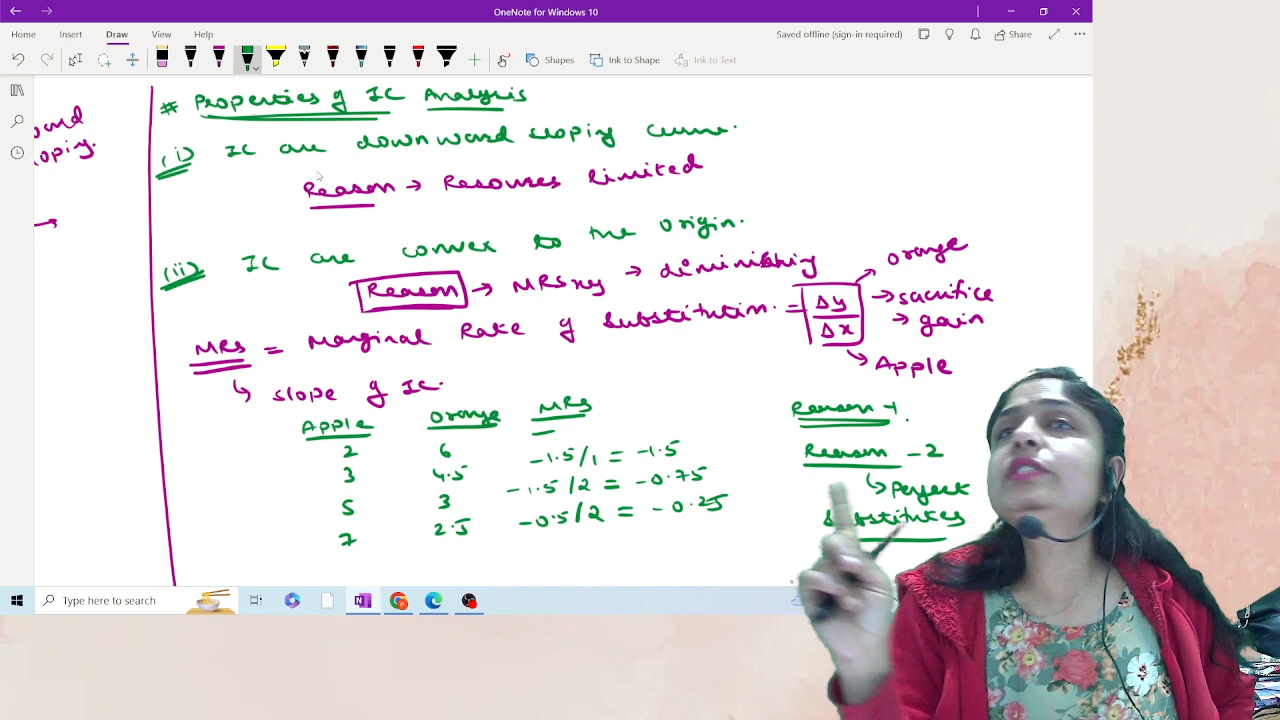 OneNote for Windows 10
Home Insert Draw View Help
Saved offline (sign-in required) Share
Shapes Ink to Shape Ink to Text
# Properties of IC Analysis
(i) IC are downward sloping curve.
Reason → Resourses limited
(ii) IC are convex to the origin.
Reason → MRSxy → diminishing
MRS = Marginal Rate of Substitution. = Δy/Δx
→ orange
→ sacrifice
→ gain
→ Apple
↳ slope of IC.
Apple Orange MRS
2 6
3 4.5 -1.5/1 = -1.5
5 3 -1.5/2 = -0.75
7 2.5 -0.5/2 = -0.25
Reason-1.
Reason-2
↳ Perfect
Substitutes
sloping.
Type here to search